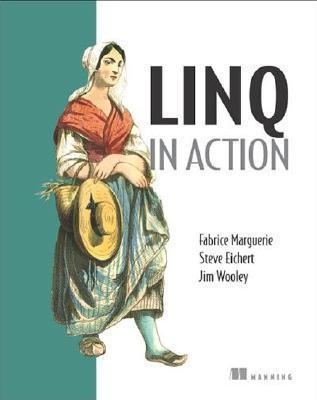 LINQ
IN ACTION
Fabrice Marguerie
Steve Eichert
Jim Wooley
MANNING